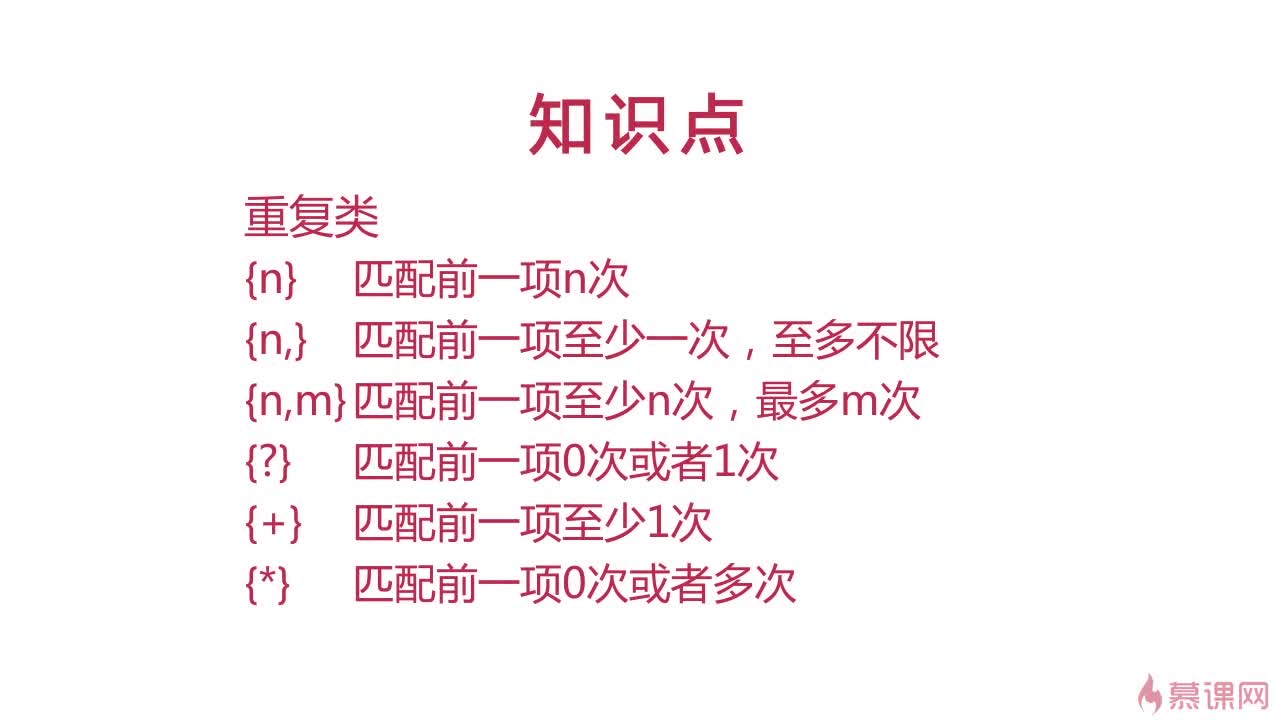 知识点
重复类
{n} 匹配前一项n次
{n,} 匹配前一项至少一次，至多不限
{n,m} 匹配前一项至少n次，最多m次
{?} 匹配前一项0次或者1次
{+} 匹配前一项至少1次
{*} 匹配前一项0次或者多次
慕课网